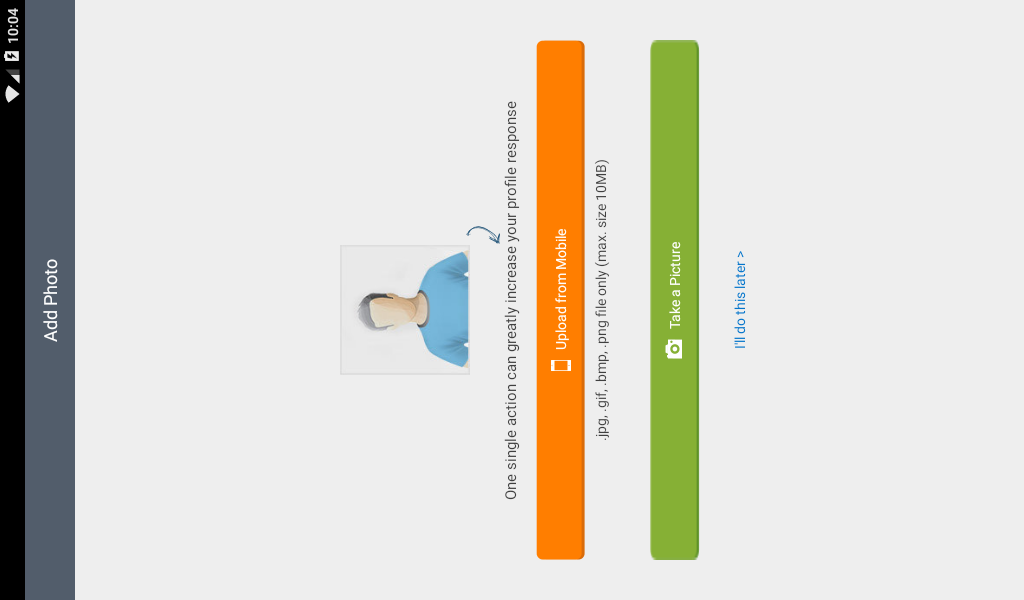 10:04
Add Photo
One single action can greatly increase your profile response
Upload from Mobile
.jpg, .gif, .bmp, .png file only (max. size 10MB)
Take a Picture
I'll do this later >